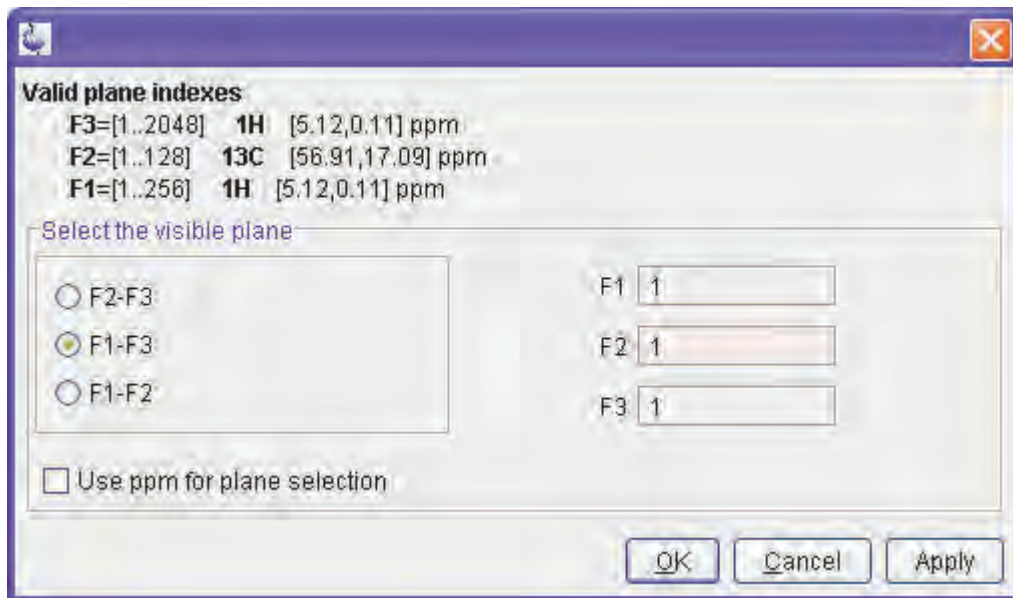 Valid plane indexes
F3=[1..2048] 1H [5.12,0.11] ppm
F2=[1..128] 13C [56.91,17.09] ppm
F1=[1..256] 1H [5.12,0.11] ppm
Select the visible plane
F2-F3
F1-F3
F1-F2
F1 1
F2 1
F3 1
Use ppm for plane selection
OK Cancel Apply